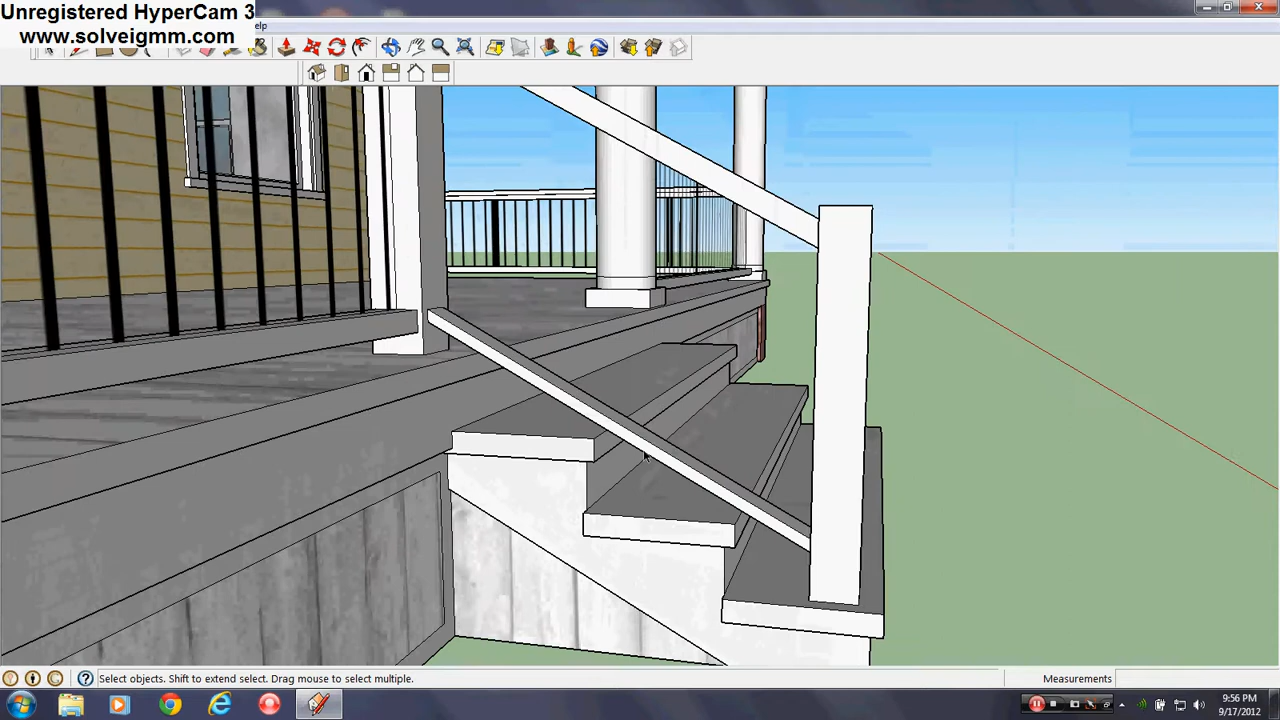 Unregistered HyperCam 3
www.solveigmm.com
elp
Select objects. Shift to extend select. Drag mouse to select multiple.
Measurements
9:56 PM
9/17/2012